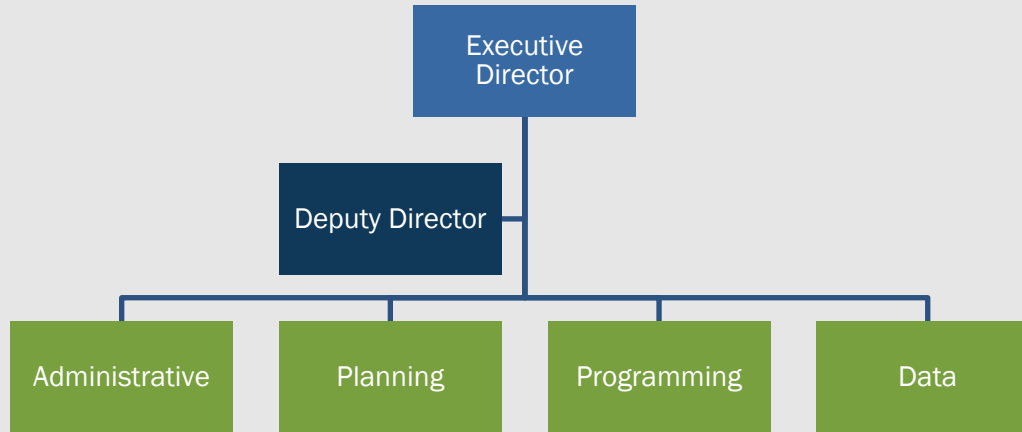 Executive
Director
Deputy Director
Administrative
Planning
Programming
Data